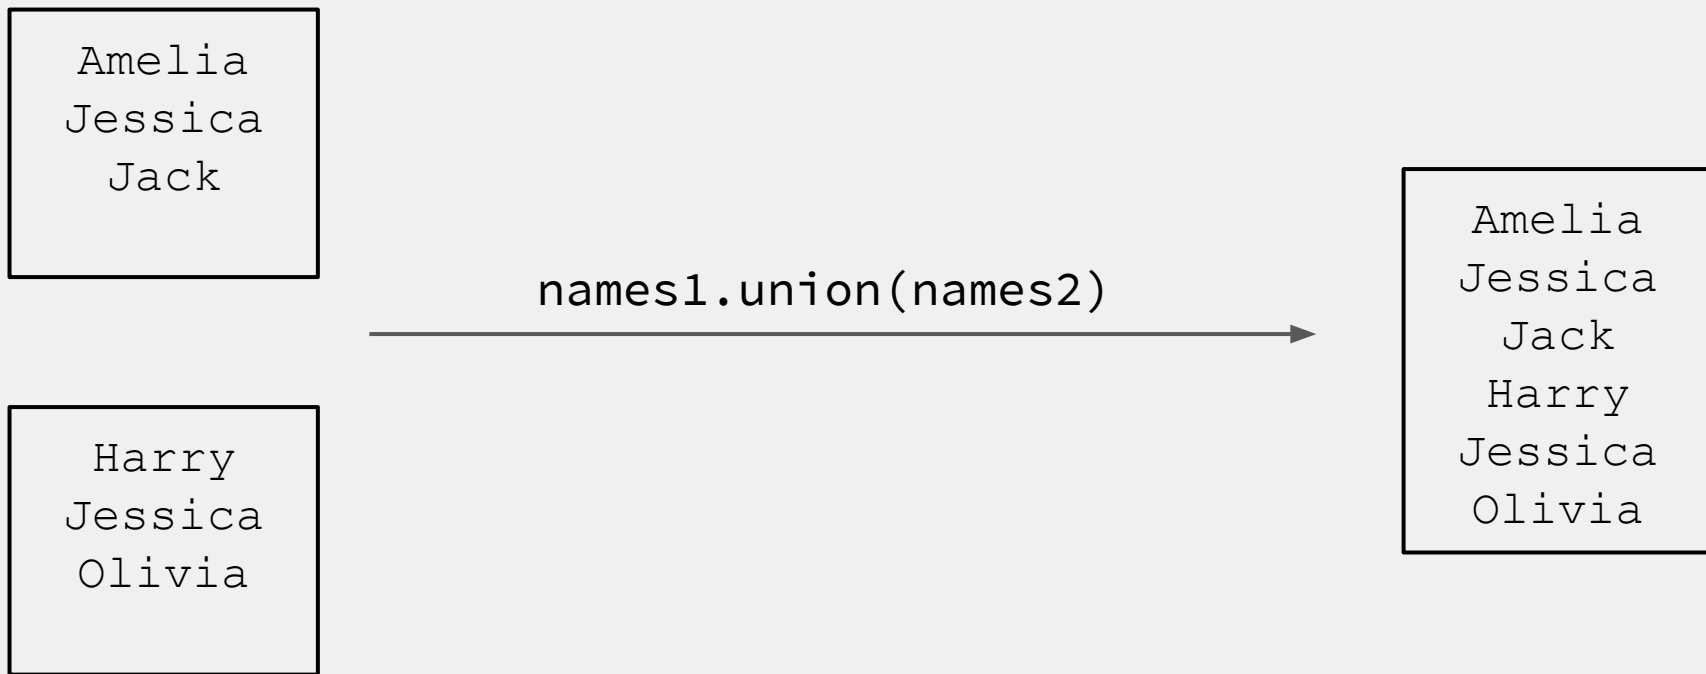 Amelia
Jessica
Jack
Harry
Jessica
Olivia
names1.union(names2)
Amelia
Jessica
Jack
Harry
Jessica
Olivia